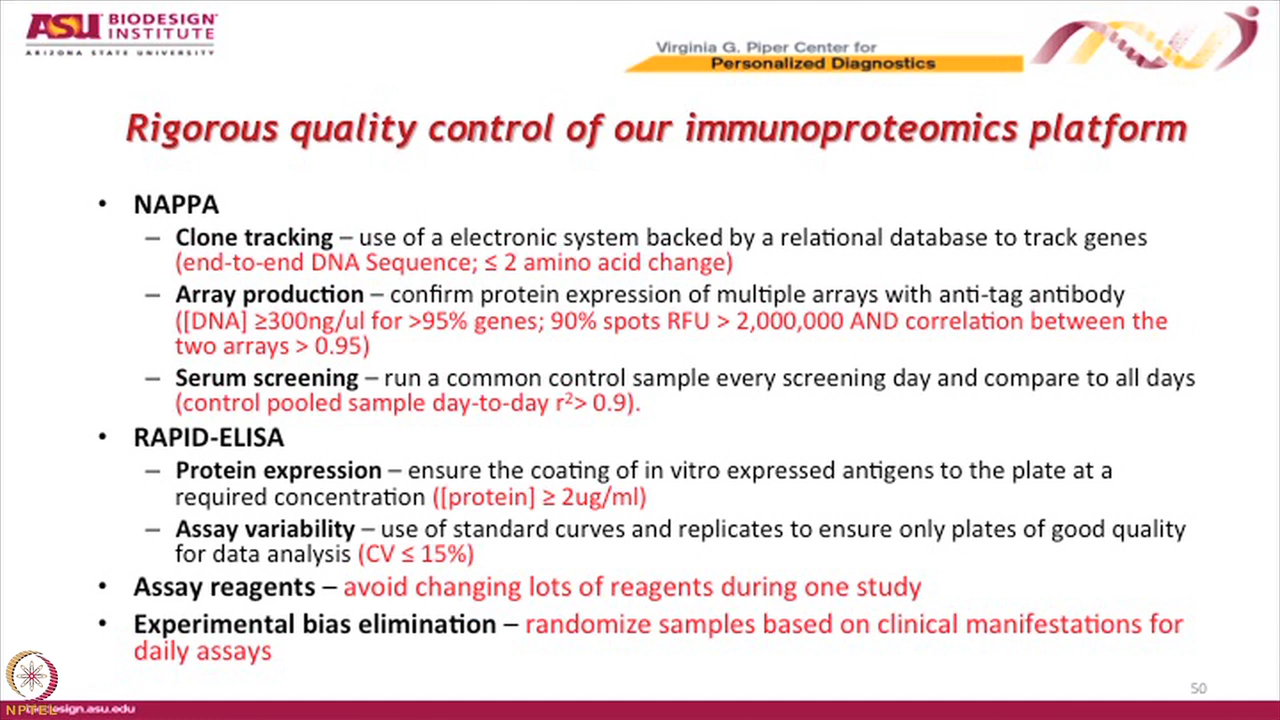 ASU BIODESIGN
INSTITUTE
ARIZONA STATE UNIVERSITY
Virginia G. Piper Center for
Personalized Diagnostics
Rigorous quality control of our immunoproteomics platform
• NAPPA
– Clone tracking – use of a electronic system backed by a relational database to track genes
(end-to-end DNA Sequence; ≤ 2 amino acid change)
– Array production – confirm protein expression of multiple arrays with anti-tag antibody
([DNA] ≥300ng/ul for >95% genes; 90% spots RFU > 2,000,000 AND correlation between the
two arrays > 0.95)
– Serum screening – run a common control sample every screening day and compare to all days
(control pooled sample day-to-day r²> 0.9).
• RAPID-ELISA
– Protein expression – ensure the coating of in vitro expressed antigens to the plate at a
required concentration ([protein] ≥ 2ug/ml)
– Assay variability – use of standard curves and replicates to ensure only plates of good quality
for data analysis (CV ≤ 15%)
• Assay reagents – avoid changing lots of reagents during one study
• Experimental bias elimination – randomize samples based on clinical manifestations for
daily assays
50
NPTEL
design.asu.edu